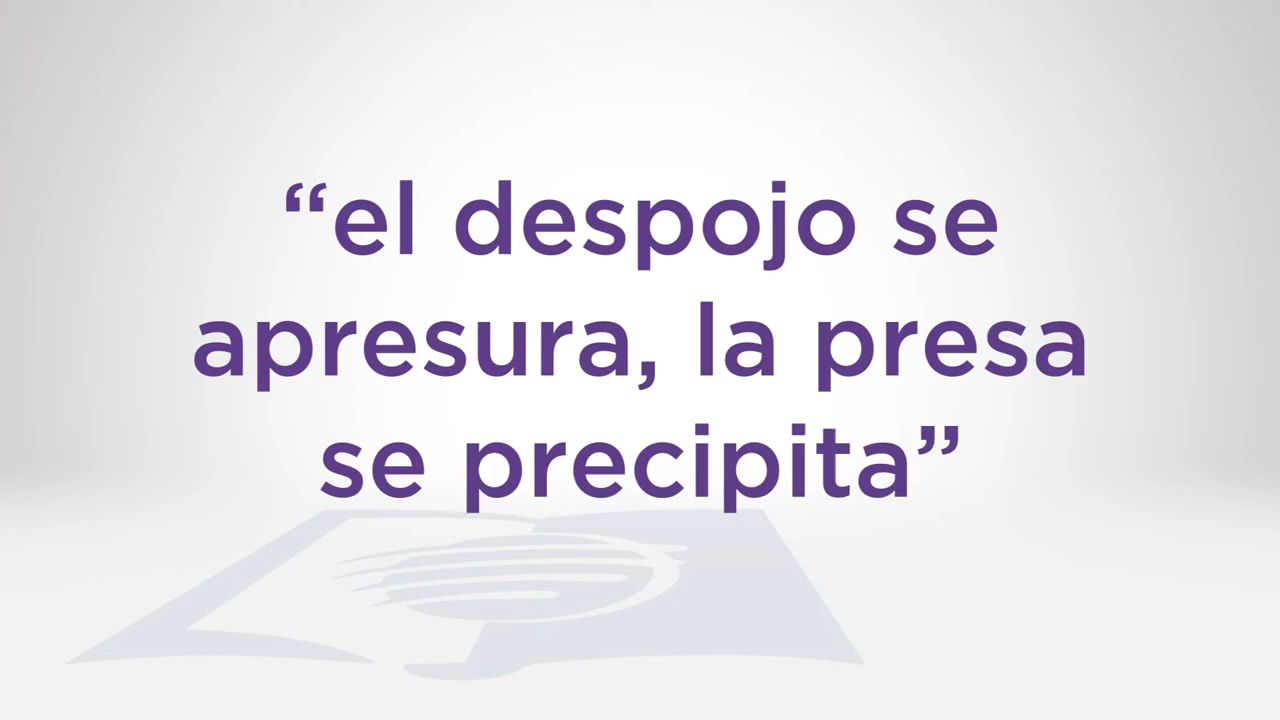 “el despojo se
apresura, la presa
se precipita”